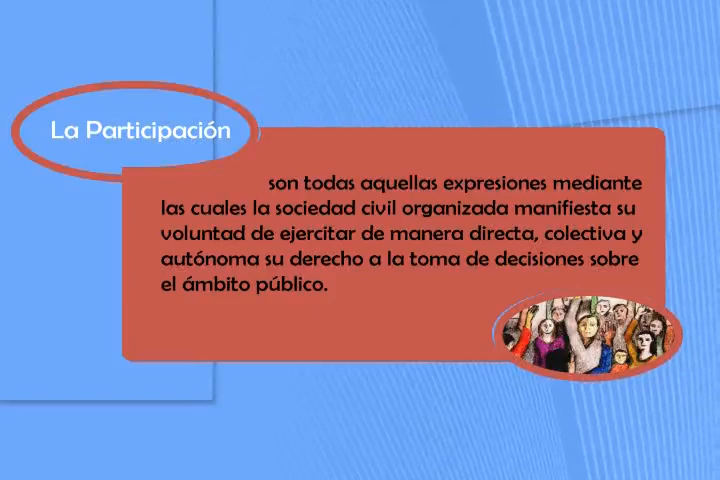 La Participación
son todas aquellas expresiones mediante
las cuales la sociedad civil organizada manifiesta su
voluntad de ejercitar de manera directa, colectiva y
autónoma su derecho a la toma de decisiones sobre
el ámbito público.